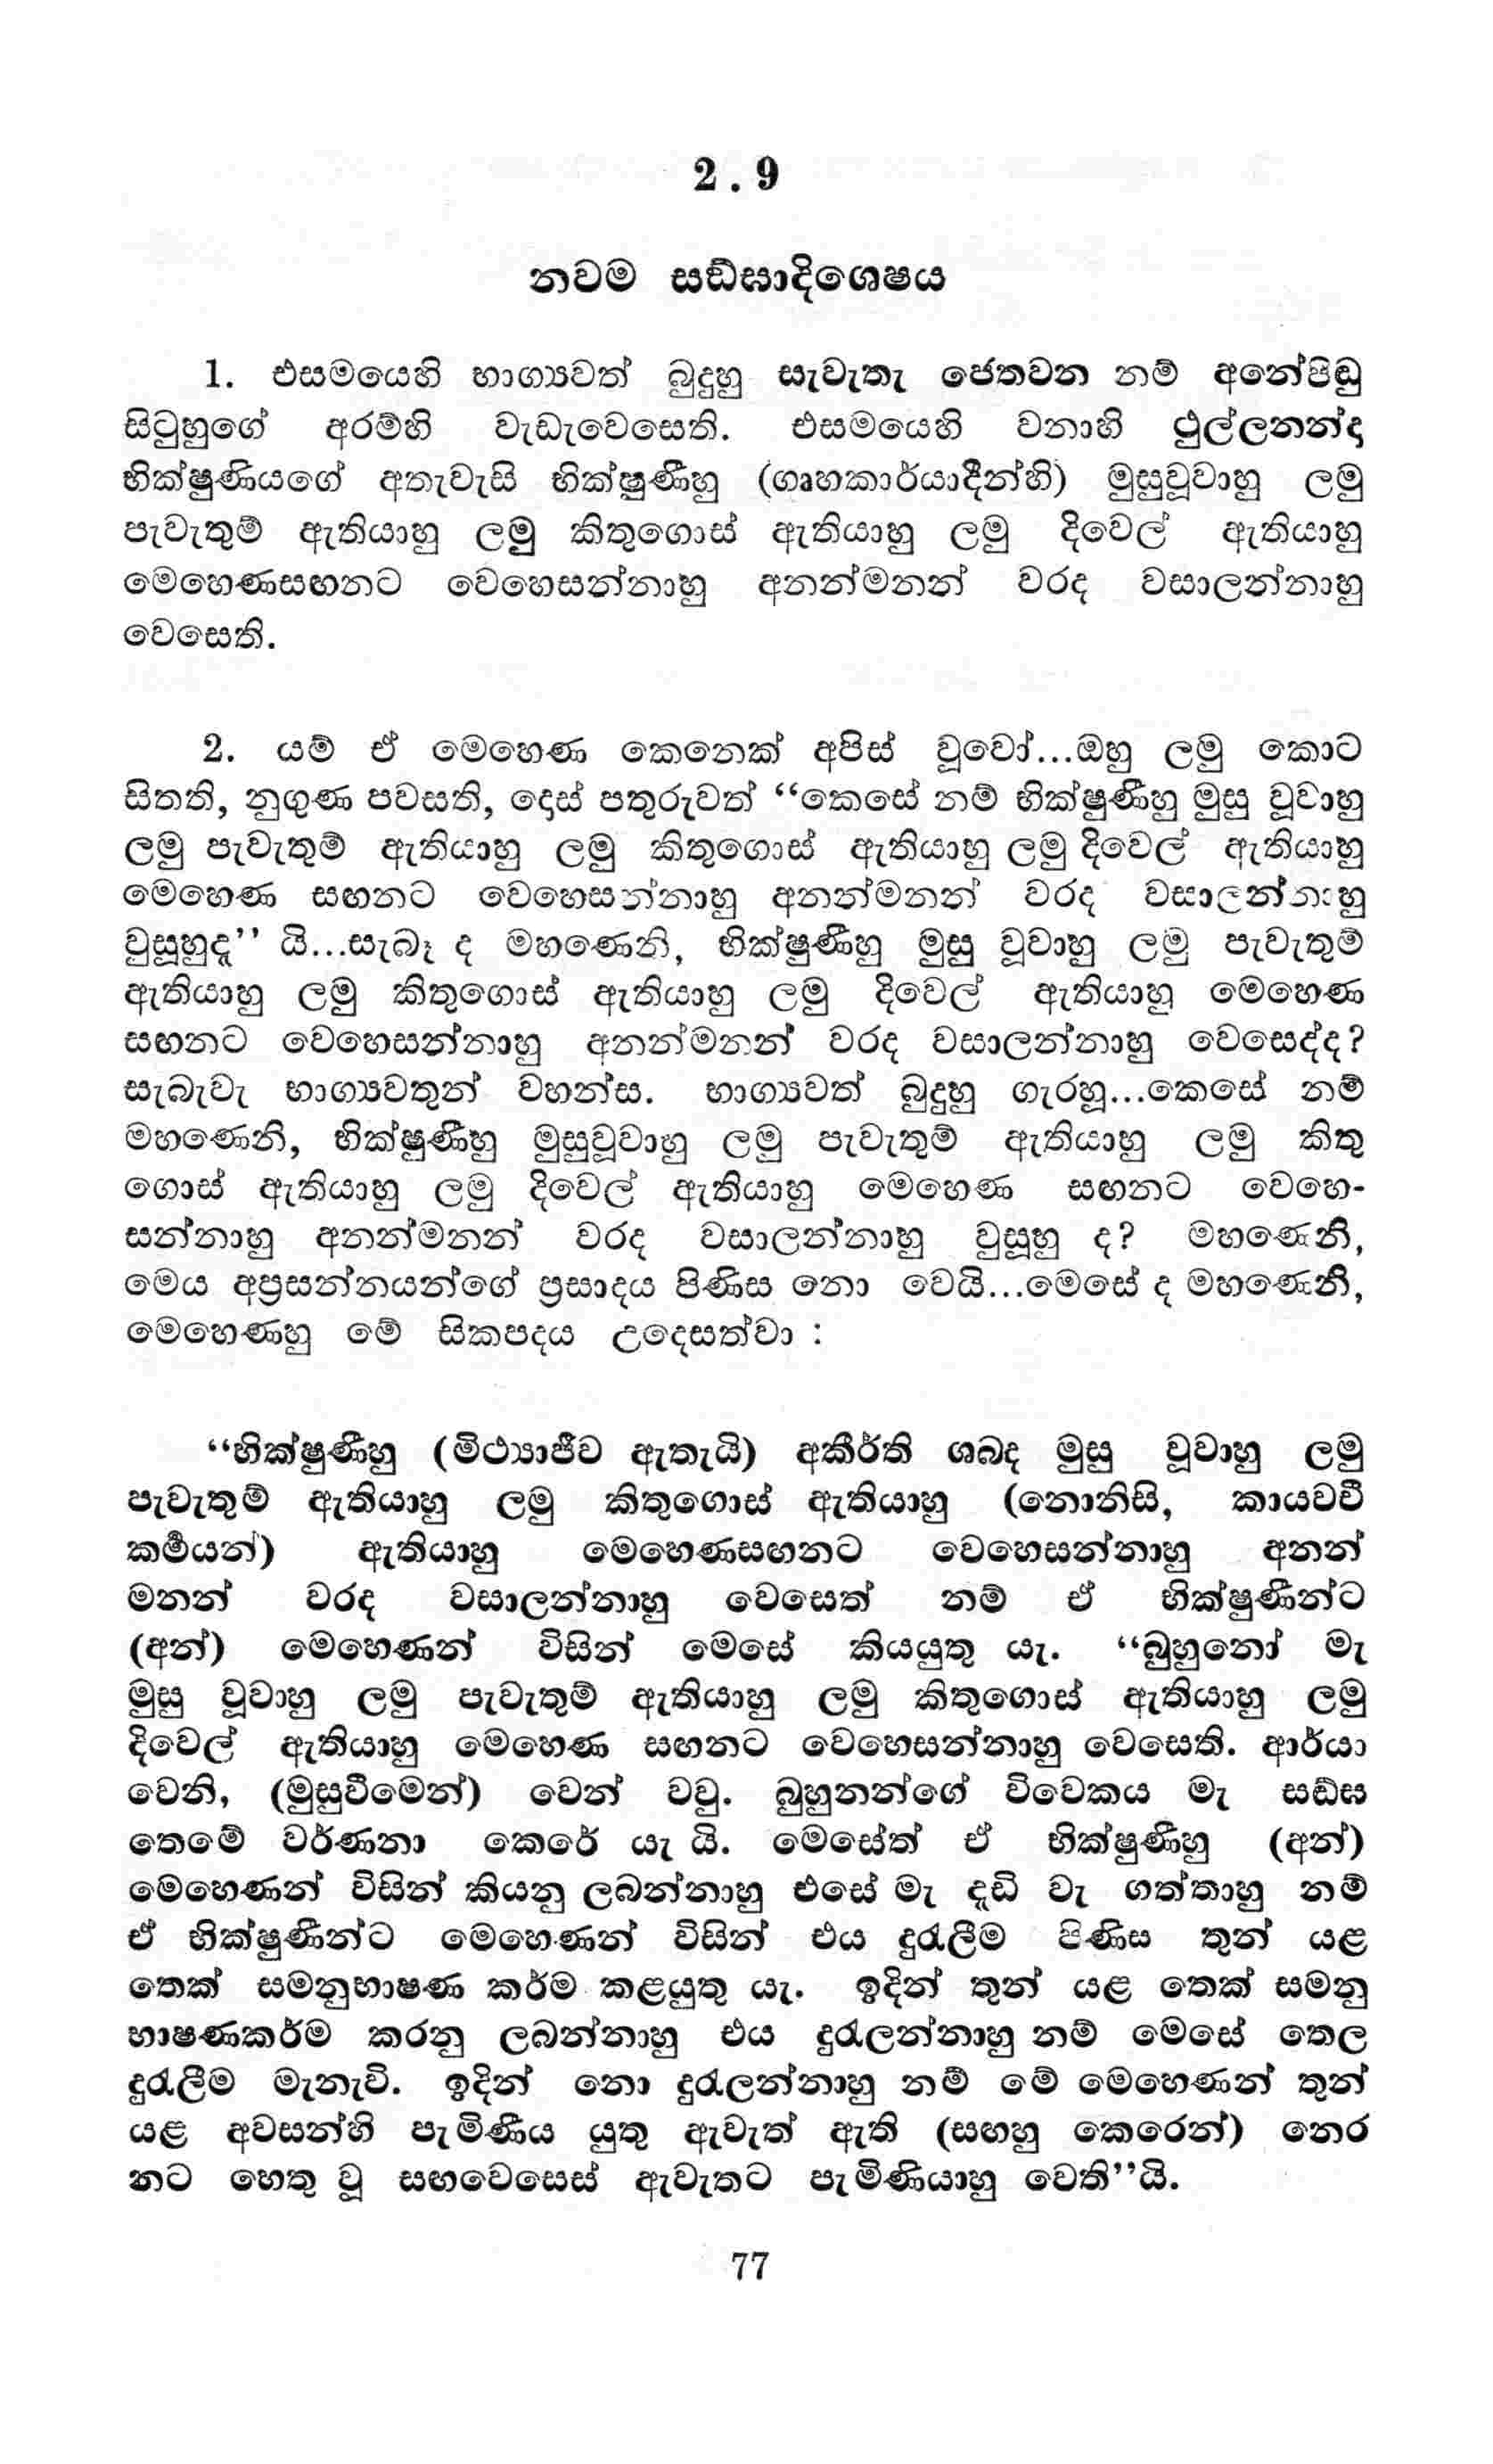 2 . 9
නවම සඞ්ඝාදිශෙෂය
1. එසමයෙහි භාග්‍යවත් බුදුහු සැවැතැ ජෙතවන නම් අනේපිඬු
සිටුහුගේ අරම්හි වැඩැවෙසෙති. එසමයෙහි වනාහි ථුල්ලනන්දා
භික්ෂුණියගේ අතැවැසි භික්ෂුණීහු (ගෘහකාර්යාදීන්හි) මුසුවූවාහු ලමු
පැවැතුම් ඇතියාහු ලමු කිතුගොස් ඇතියාහු ලමු දිවෙල් ඇතියාහු
මෙහෙණසඟනට වෙහෙසන්නාහු අනන්මනන් වරද වසාලන්නාහු
වෙසෙති.
2. යම් ඒ මෙහෙණ කෙනෙක් අපිස් වූවෝ...ඔහු ලමු කොට
සිතති, නුගුණ පවසති, දොස් පතුරුවත් “කෙසේ නම් භික්ෂුණීහු මුසු වූවාහු
ලමු පැවැතුම් ඇතියාහු ලමු කිතුගොස් ඇතියාහු ලමු දිවෙල් ඇතියාහු
මෙහෙණ සඟනට වෙහෙසන්නාහු අනන්මනන් වරද වසාලන්නාහු
වුසූහුදැ” යි...සැබෑ ද මහණෙනි, භික්ෂුණීහු මුසු වූවාහු ලමු පැවැතුම්
ඇතියාහු ලමු කිතුගොස් ඇතියාහු ලමු දිවෙල් ඇතියාහු මෙහෙණ
සඟනට වෙහෙසන්නාහු අනන්මනන් වරද වසාලන්නාහු වෙසෙද්ද?
සැබැවැ භාග්‍යවතුන් වහන්ස. භාග්‍යවත් බුදුහු ගැරහූ...කෙසේ නම්
මහණෙනි, භික්ෂුණීහු මුසුවූවාහු ලමු පැවැතුම් ඇතියාහු ලමු කිතු
ගොස් ඇතියාහු ලමු දිවෙල් ඇතියාහු මෙහෙණ සඟනට වෙහෙ-
සන්නාහු අනන්මනන් වරද වසාලන්නාහු වුසූහු ද? මහණෙනි,
මෙය අප්‍රසන්නයන්ගේ ප්‍රසාදය පිණිස නො වෙයි...මෙසේ ද මහණෙනි,
මෙහෙණහු මේ සිකපදය උදෙසත්වා :
“භික්ෂුණීහු (මිථ්‍යාජීව ඇතැයි) අකීර්ති ශබද මුසු වූවාහු ලමු
පැවැතුම් ඇතියාහු ලමු කිතුගොස් ඇතියාහු (නොනිසි, කායවචී
කර්‍මයන්) ඇතියාහු මෙහෙණසඟනට වෙහෙසන්නාහු අනන්
මනන් වරද වසාලන්නාහු වෙසෙත් නම් ඒ භික්ෂුණීන්ට
(අන්) මෙහෙණන් විසින් මෙසේ කියයුතු යැ. “බුහුනෝ මැ
මුසු වූවාහු ලමු පැවැතුම් ඇතියාහු ලමු කිතුගොස් ඇතියාහු ලමු
දිවෙල් ඇතියාහු මෙහෙණ සඟනට වෙහෙසන්නාහු වෙසෙති. ආර්යා
වෙනි, (මුසුවීමෙන්) වෙන් වවු. බුහුනන්ගේ විවෙකය මැ සඞ්ඝ
තෙමේ වර්ණනා කෙරේ යැ යි. මෙසේත් ඒ භික්ෂුණීහු (අන්)
මෙහෙණන් විසින් කියනු ලබන්නාහු එසේ මැ දැඩි වැ ගත්තාහු නම්
ඒ භික්ෂුණීන්ට මෙහෙණන් විසින් එය දුරැලීම පිණිස තුන් යළ
තෙක් සමනුභාෂණ කර්ම කළයුතු යැ. ඉදින් තුන් යළ තෙක් සමනු
භාෂණකර්ම කරනු ලබන්නාහු එය දුරැලන්නාහු නම් මෙසේ තෙල
දුරැලීම මැනැවි. ඉදින් නො දුරැලන්නාහු නම් මේ මෙහෙණන් තුන්
යළ අවසන්හි පැමිණීය යුතු ඇවැත් ඇති (සඟහු කෙරෙන්) නෙර
නට හෙතු වූ සඟවෙසෙස් ඇවැතට පැමිණියාහු වෙති”යි.
77